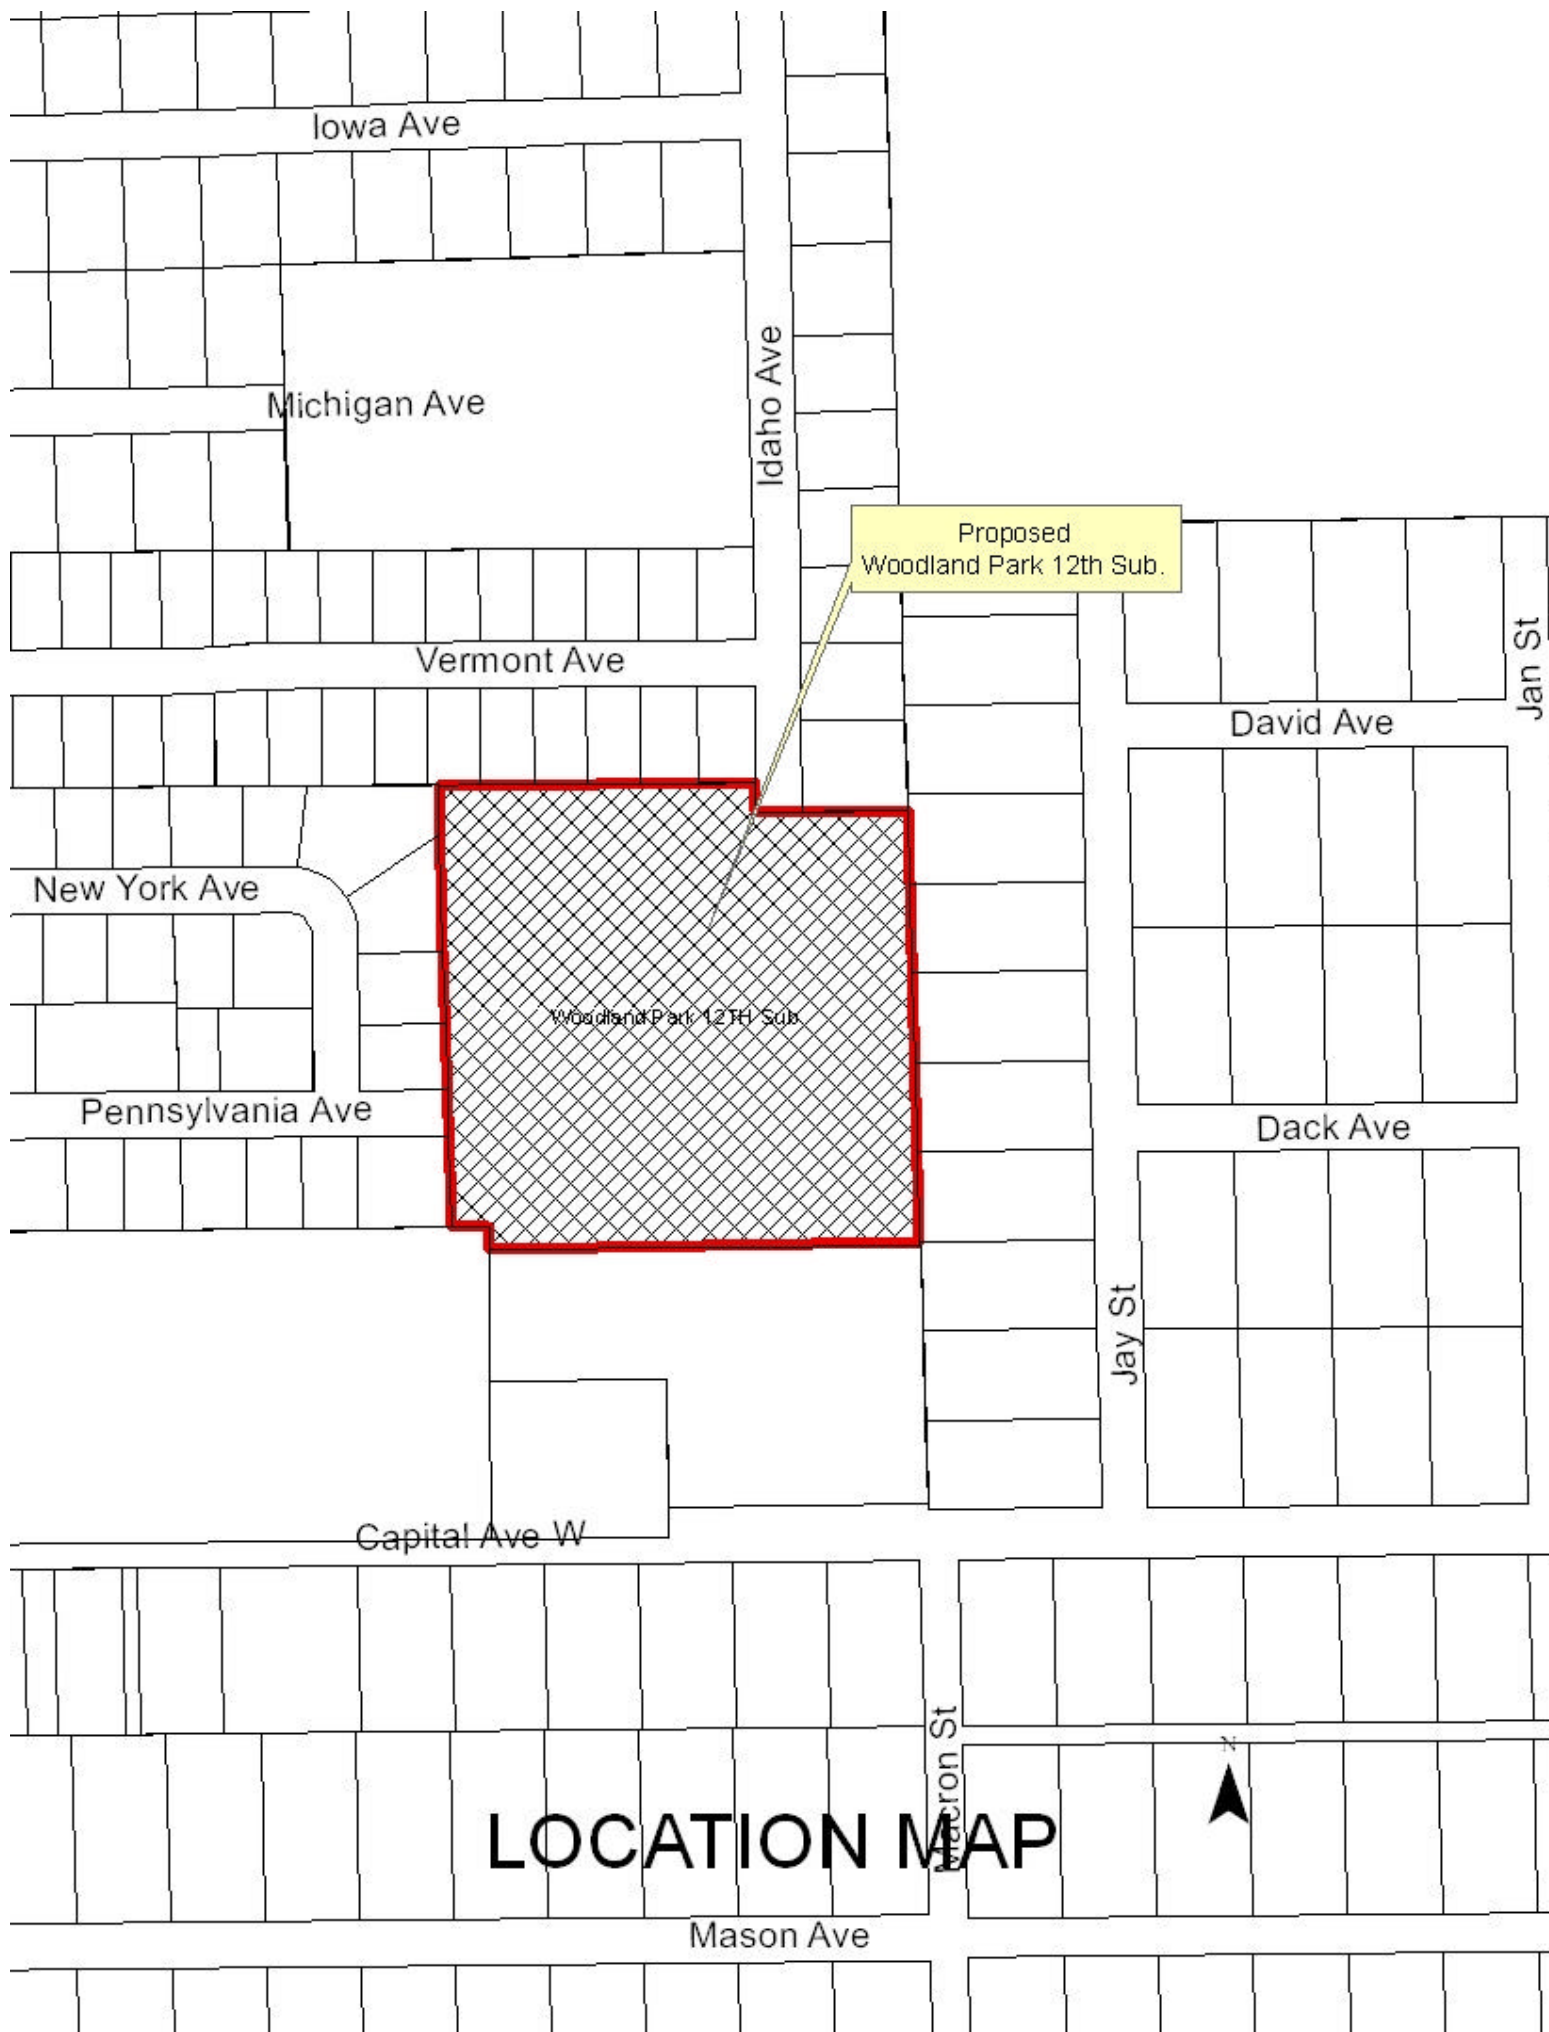 Iowa Ave
Michigan Ave
Idaho Ave
Proposed
Woodland Park 12th Sub.
Vermont Ave
Jan St
David Ave
New York Ave
Woodland Park 12TH Sub
Pennsylvania Ave
Dack Ave
Jay St
Capital Ave W
Macron St
N
LOCATION MAP
Mason Ave